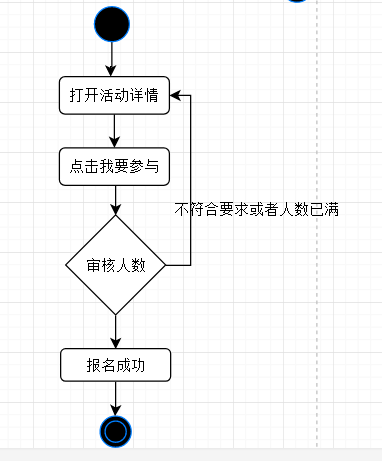 打开活动详情
点击我要参与
不符合要求或者人数已满
审核人数
报名成功